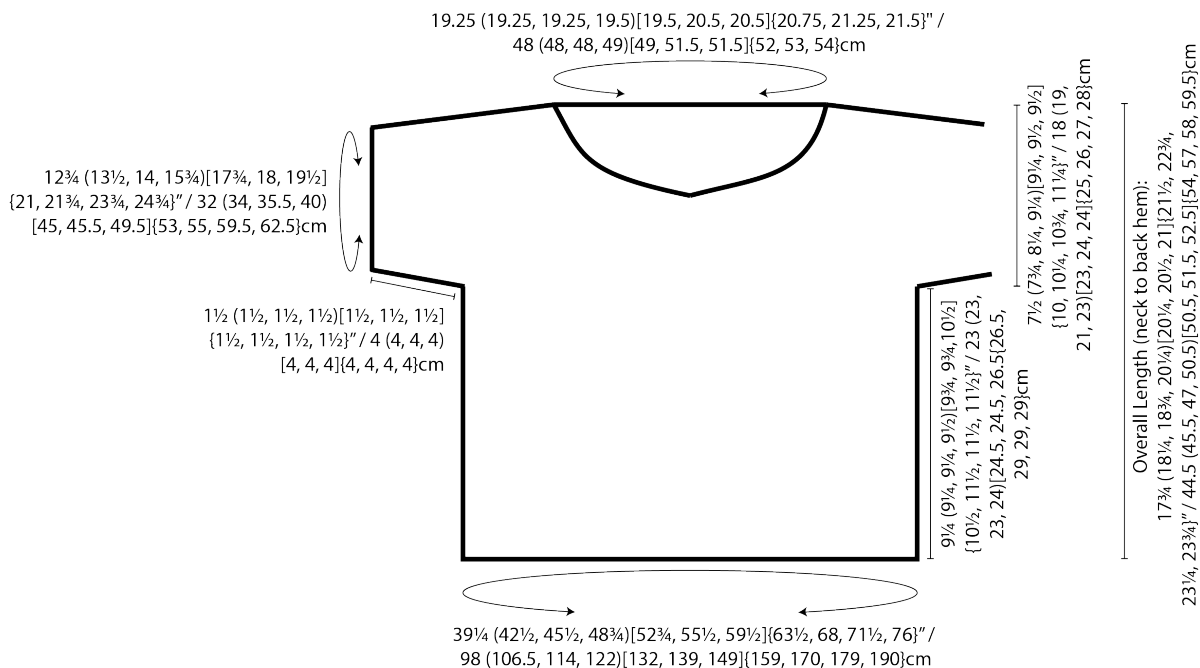 19.25 (19.25, 19.25, 19.5)[19.5, 20.5, 20.5]{20.75, 21.25, 21.5}" /
48 (48, 48, 49)[49, 51.5, 51.5]{52, 53, 54}cm
12¾ (13½, 14, 15¾)[17¾, 18, 19½]
{21, 21¾, 23¾, 24¾}” / 32 (34, 35.5, 40)
[45, 45.5, 49.5]{53, 55, 59.5, 62.5}cm
1½ (1½, 1½, 1½)[1½, 1½, 1½]
{1½, 1½, 1½, 1½}” / 4 (4, 4, 4)
[4, 4, 4]{4, 4, 4, 4}cm
7½ (7¾, 8¼, 9¼)[9¼, 9½, 9½]
{10, 10¼, 10¾, 11¼}” / 18 (19,
21, 23)[23, 24, 24]{25, 26, 27, 28}cm
9¼ (9¼, 9¼, 9½)[9¾, 9¾,10½]
{10½, 11½, 11½, 11½}” / 23 (23,
23, 24)[24.5, 24.5, 26.5{26.5,
29, 29, 29}cm
Overall Length (neck to back hem):
17¾ (18¼, 18¾, 20¼)[20¼, 20½, 21]{21½, 22¾,
23¼, 23¾}” / 44.5 (45.5, 47, 50.5)[50.5, 51.5, 52.5][54, 57, 58, 59.5}cm
39¼ (42½, 45½, 48¾)[52¾, 55½, 59½]{63½, 68, 71½, 76}” /
98 (106.5, 114, 122)[132, 139, 149]{159, 170, 179, 190}cm